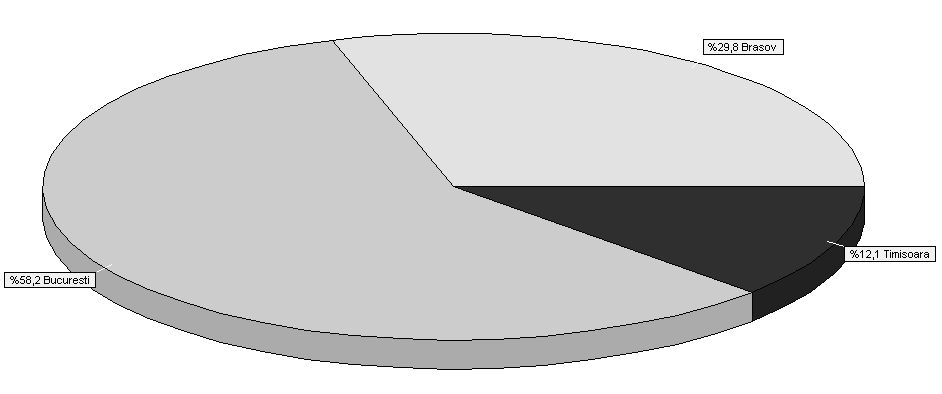 %29,8 Brasov
%12,1 Timisoara
%58,2 Bucuresti